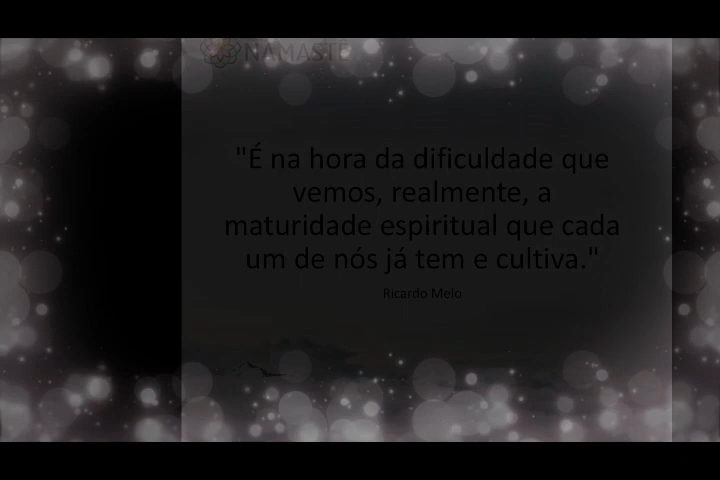 NAMASTÊ
"É na hora da dificuldade que
vemos, realmente, a
maturidade espiritual que cada
um de nós já tem e cultiva."
Ricardo Melo